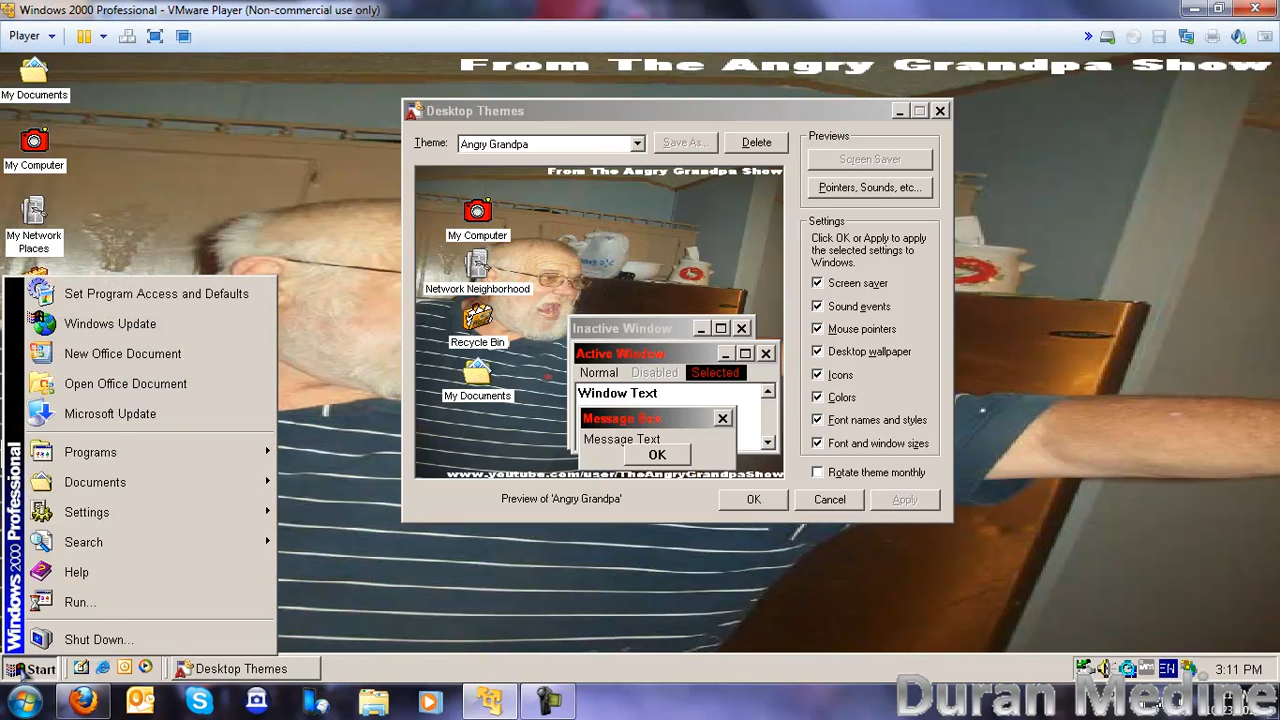 Windows 2000 Professional - VMware Player (Non-commercial use only)
Player
From The Angry Grandpa Show
My Documents
My Computer
My Network
Places
Desktop Themes
Theme:
Angry Grandpa
Save As...
Delete
Previews
Screen Saver
Pointers, Sounds, etc...
From The Angry Grandpa Show
My Computer
Network Neighborhood
Recycle Bin
My Documents
Inactive Window
Active Window
Normal Disabled Selected
Window Text
Message Box
Message Text
OK
www.youtube.com/user/TheAngryGrandpaShow
Preview of 'Angry Grandpa'
Settings
Click OK or Apply to apply
the selected settings to
Windows.
Screen saver
Sound events
Mouse pointers
Desktop wallpaper
Icons
Colors
Font names and styles
Font and window sizes
Rotate theme monthly
OK
Cancel
Apply
Set Program Access and Defaults
Windows Update
New Office Document
Open Office Document
Microsoft Update
Programs
Documents
Settings
Search
Help
Run...
Shut Down...
Windows 2000 Professional
Start
Desktop Themes
EN
3:11 PM
Duran Medine